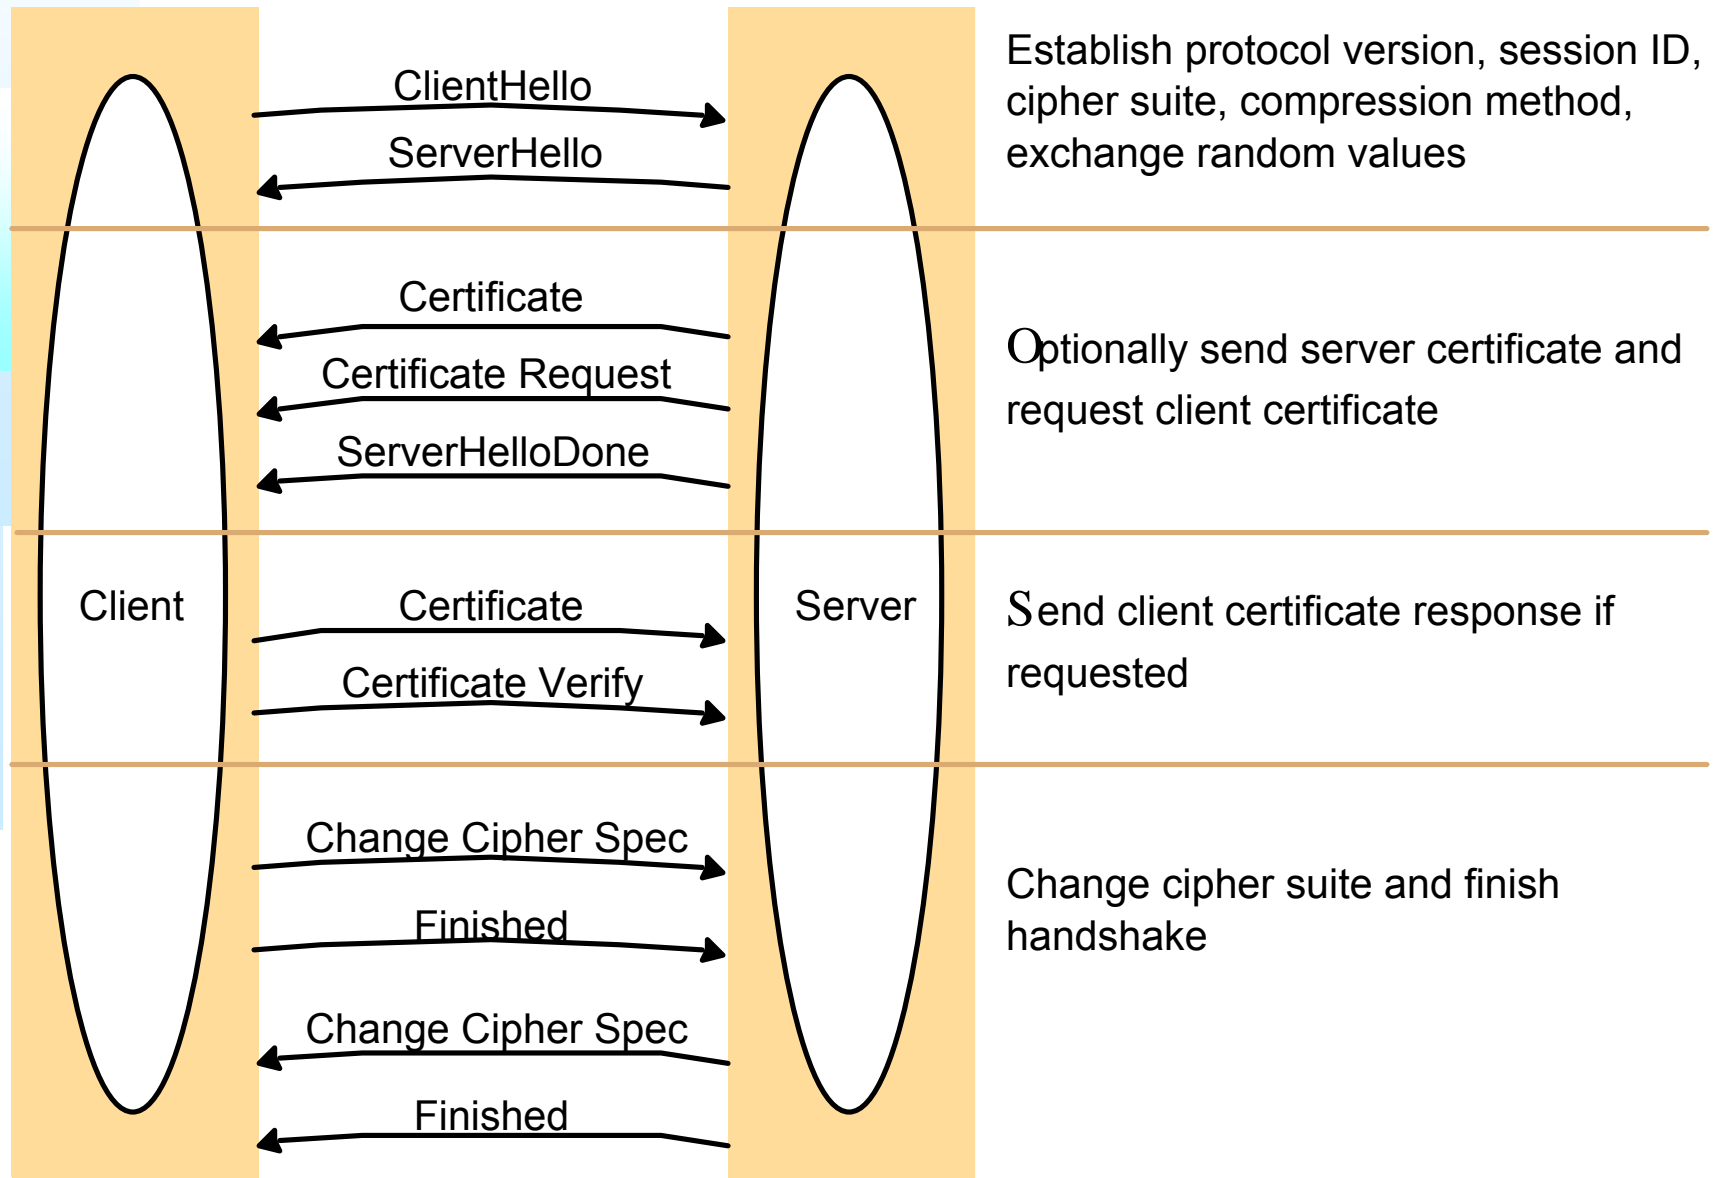 ClientHello
ServerHello
Establish protocol version, session ID,
cipher suite, compression method,
exchange random values
Certificate
Certificate Request
ServerHelloDone
Optionally send server certificate and
request client certificate
Client
Certificate
Certificate Verify
Server
Send client certificate response if
requested
Change Cipher Spec
Finished
Change Cipher Spec
Finished
Change cipher suite and finish
handshake